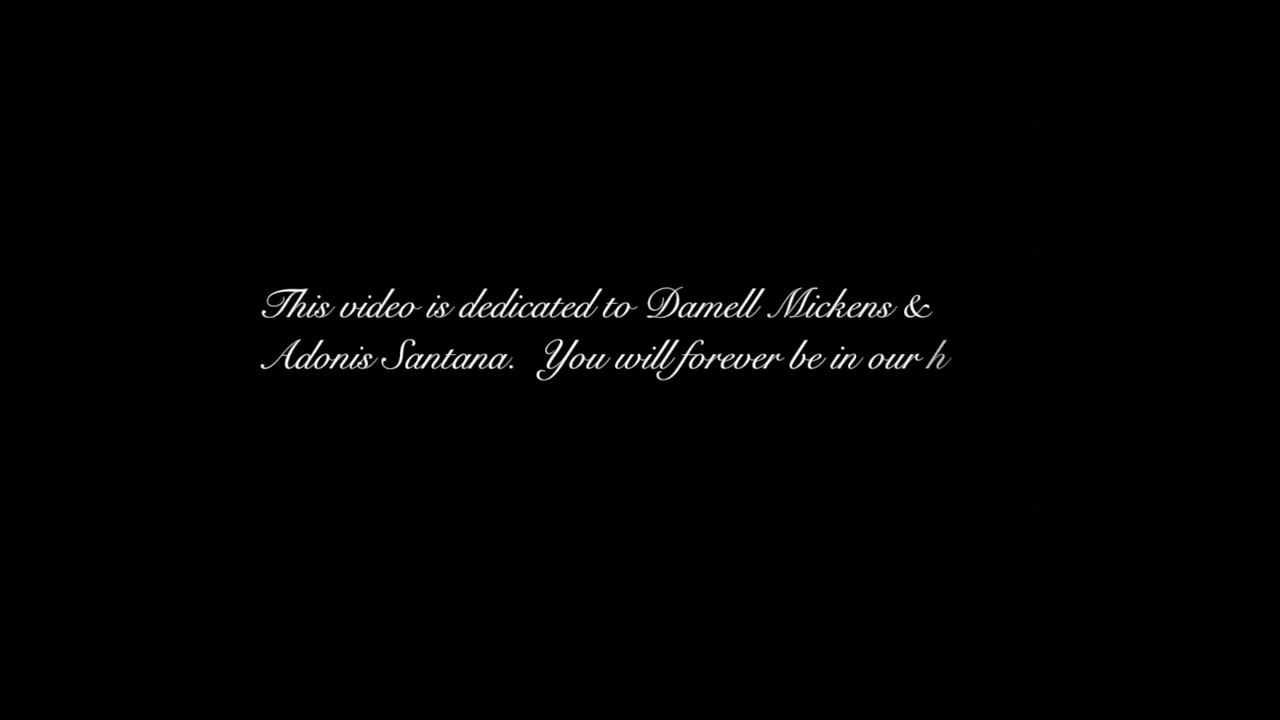 This video is dedicated to Damell Mickens &
Adonis Santana. You will forever be in our h